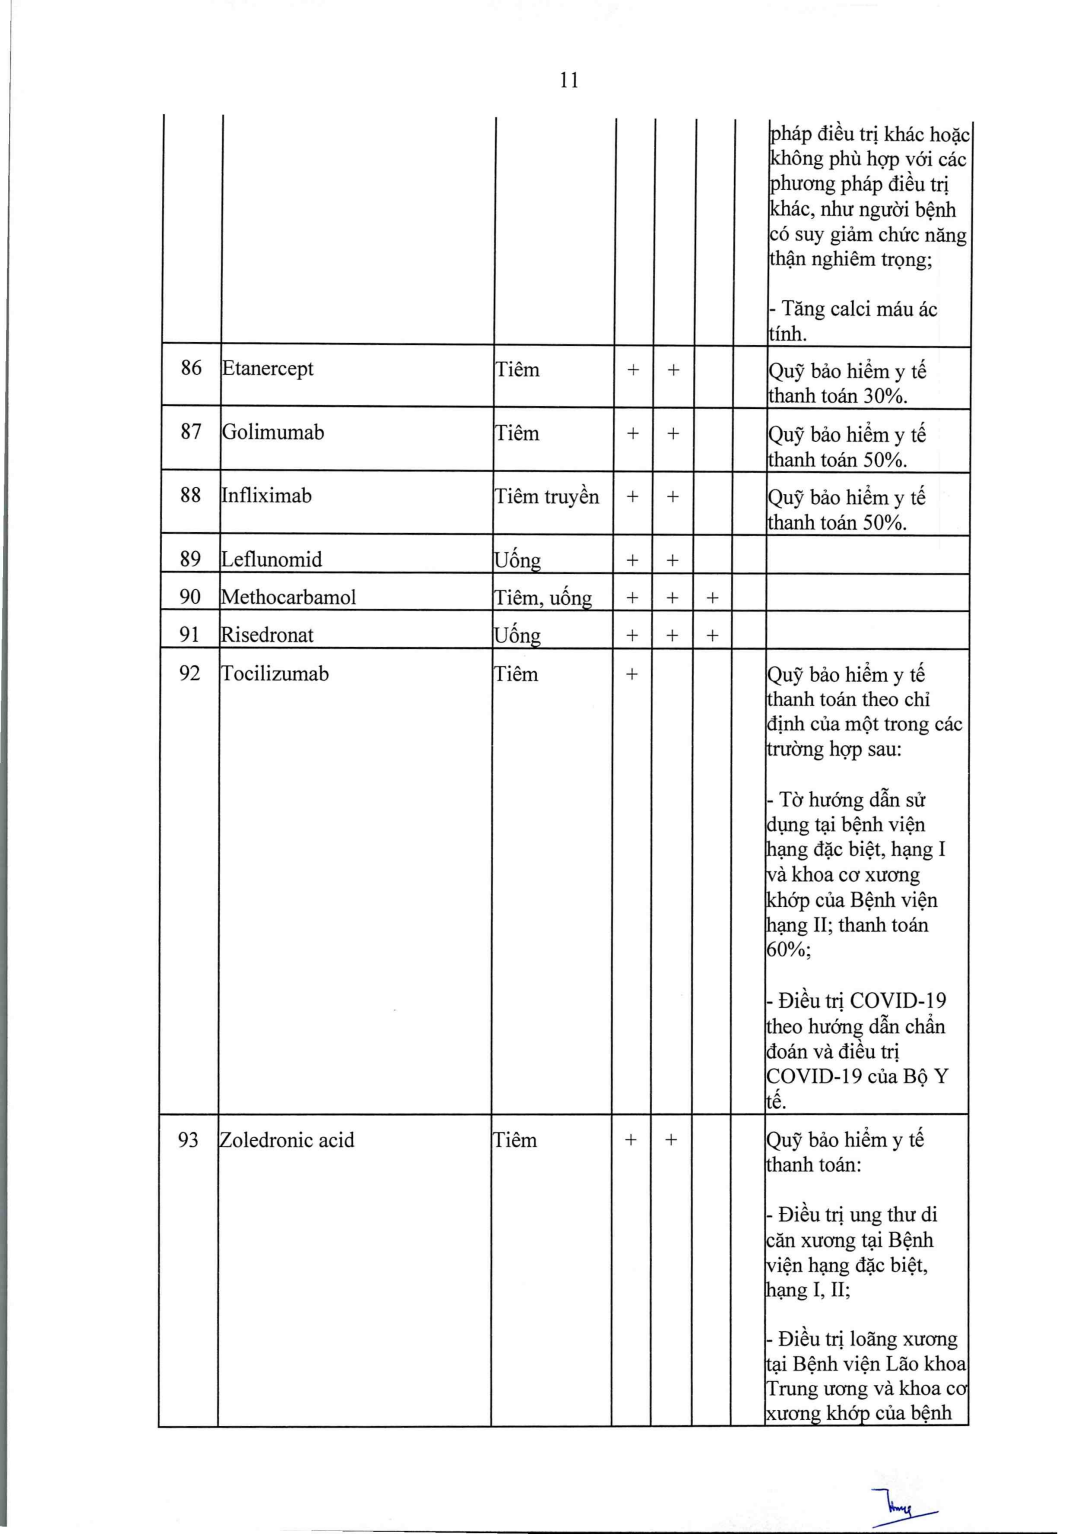 11
pháp điều trị khác hoặc
không phù hợp với các
phương pháp điều trị
khác, như người bệnh
có suy giảm chức năng
thận nghiêm trọng;
- Tăng calci máu ác
tính.
86 Etanercept Tiêm + + Quỹ bảo hiểm y tế
thanh toán 30%.
87 Golimumab Tiêm + + Quỹ bảo hiểm y tế
thanh toán 50%.
88 Infliximab Tiêm truyền + + Quỹ bảo hiểm y tế
thanh toán 50%.
89 Leflunomid Uống + +
90 Methocarbamol Tiêm, uống + + +
91 Risedronat Uống + + +
92 Tocilizumab Tiêm + Quỹ bảo hiểm y tế
thanh toán theo chỉ
định của một trong các
trường hợp sau:
- Tờ hướng dẫn sử
dụng tại bệnh viện
hạng đặc biệt, hạng I
và khoa cơ xương
khớp của Bệnh viện
hạng II; thanh toán
60%;
- Điều trị COVID-19
theo hướng dẫn chẩn
đoán và điều trị
COVID-19 của Bộ Y
tế.
93 Zoledronic acid Tiêm + + Quỹ bảo hiểm y tế
thanh toán:
- Điều trị ung thư di
căn xương tại Bệnh
viện hạng đặc biệt,
hạng I, II;
- Điều trị loãng xương
tại Bệnh viện Lão khoa
Trung ương và khoa cơ
xương khớp của bệnh